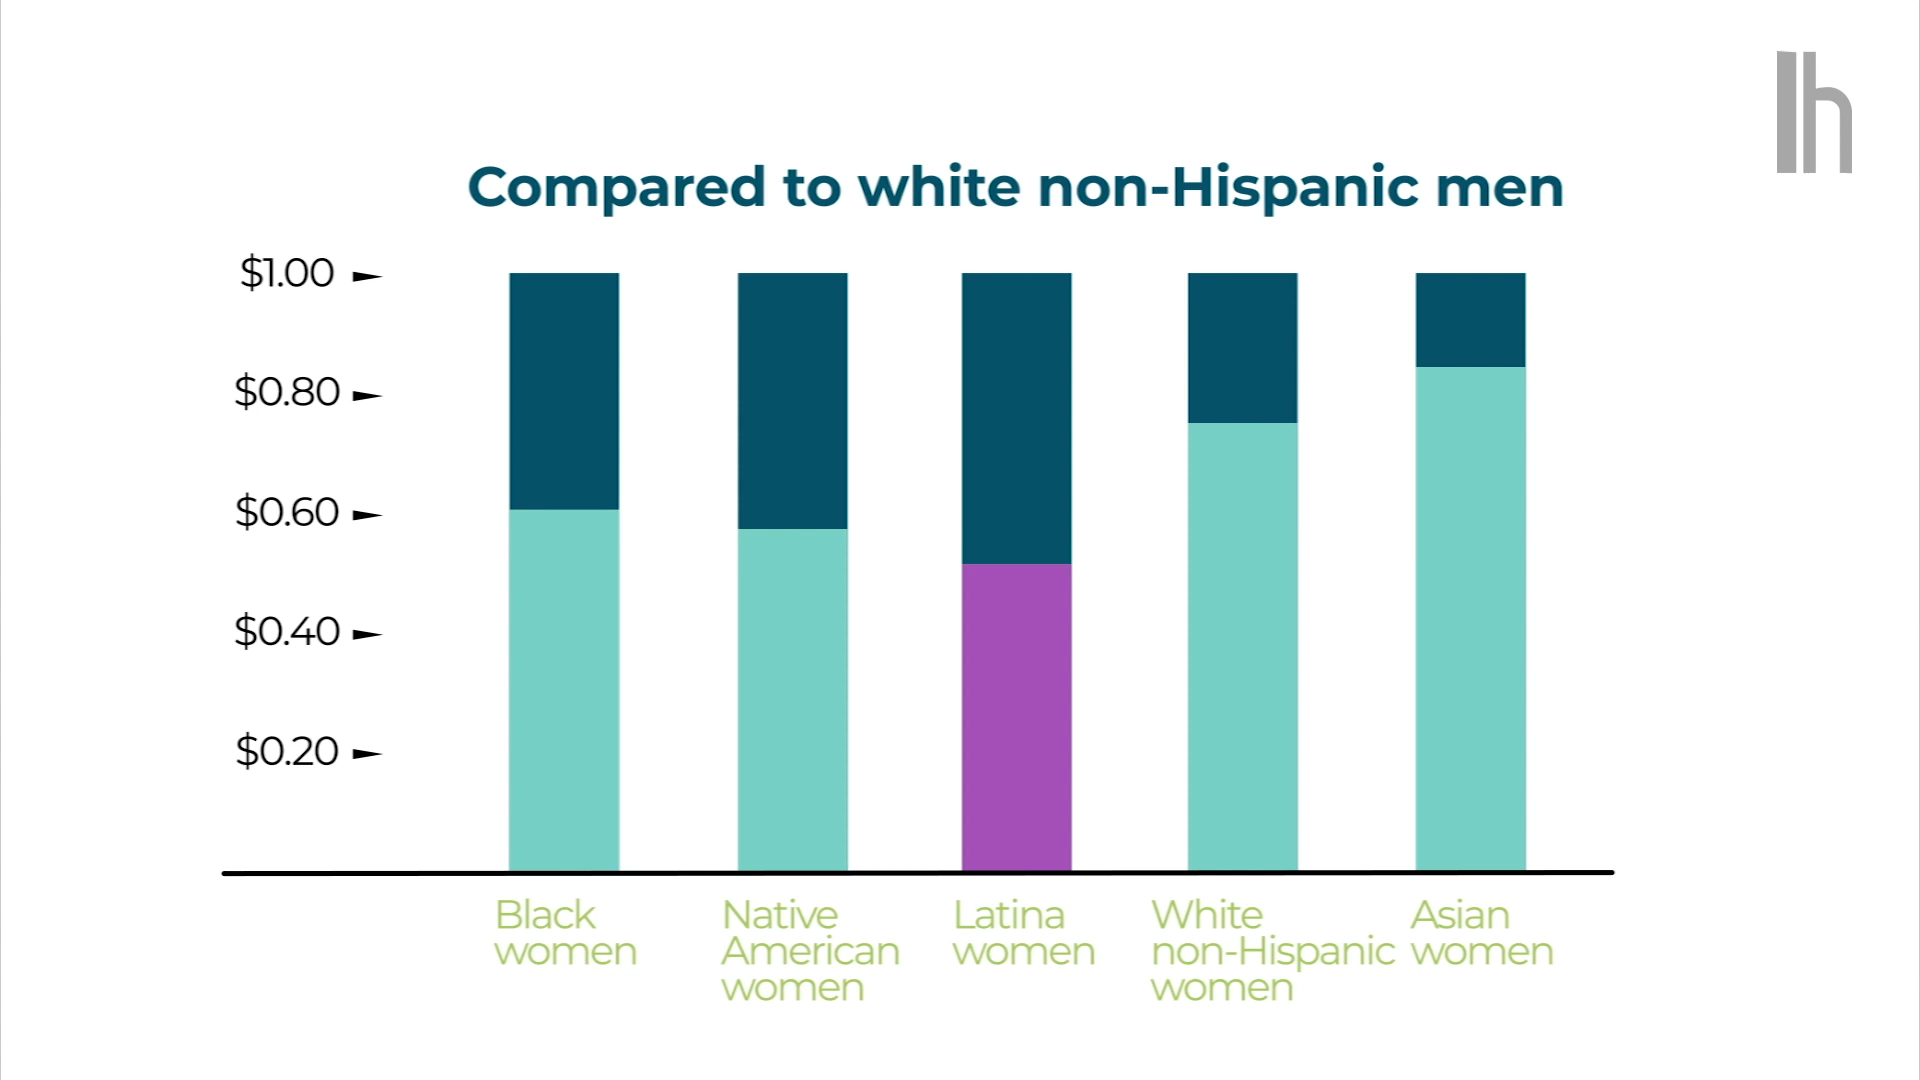 lh
Compared to white non-Hispanic men
$1.00
$0.80
$0.60
$0.40
$0.20
Black
women
Native
American
women
Latina
women
White
non-Hispanic
women
Asian
women